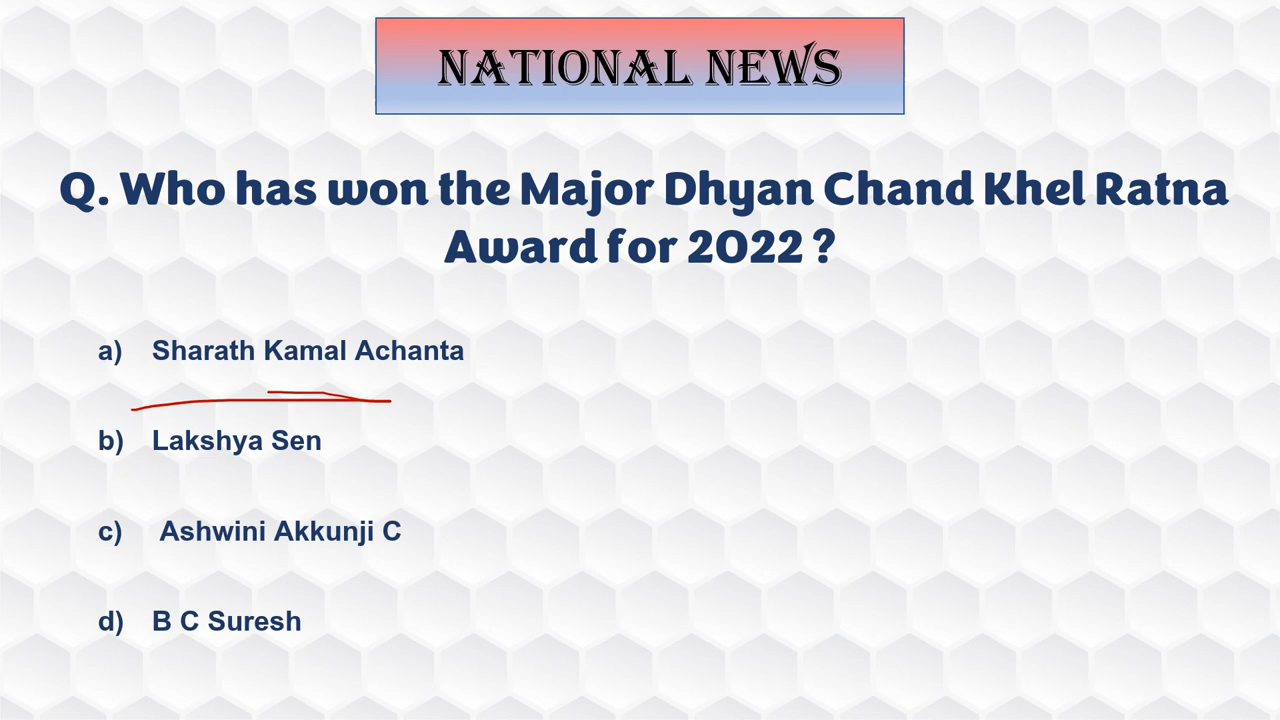 NATIONAL NEWS
Q. Who has won the Major Dhyan Chand Khel Ratna
Award for 2022 ?
a) Sharath Kamal Achanta
b) Lakshya Sen
c) Ashwini Akkunji C
d) B C Suresh